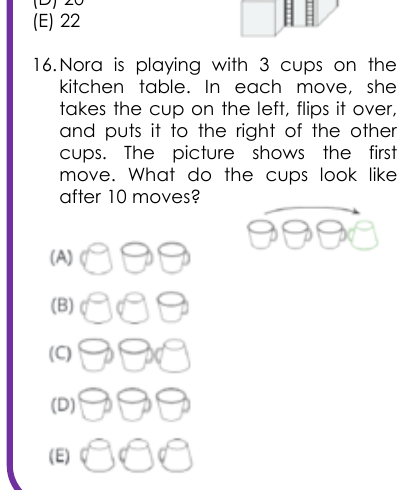 (D) 20
(E) 22
16. Nora is playing with 3 cups on the
kitchen table. In each move, she
takes the cup on the left, flips it over,
and puts it to the right of the other
cups. The picture shows the first
move. What do the cups look like
after 10 moves?
(A)
(B)
(C)
(D)
(E)